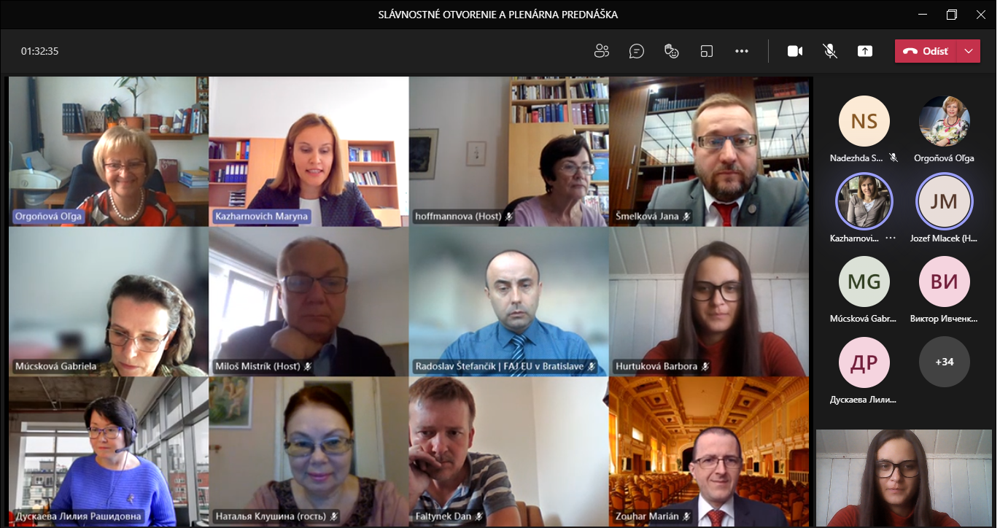 SLÁVNOSTNÉ OTVORENIE A PLENÁRNA PREDNÁŠKA
01:32:35
Odísť
Orgoňová Oľga
Kazharnovich Maryna
hoffmannova (Host)
Šmelková Jana
Múcsková Gabriela
Miloš Mistrík (Host)
Radoslav Štefančík | FAJ EU v Bratislave
Hurtuková Barbora
Дускаева Лилия Рашидовна
Наталья Клушина (гость)
Faltynek Dan
Zouhar Marián
NS
Nadezhda S...
Orgoňová Oľga
Kazharnovi...
JM
Jozef Mlacek (H...
MG
Múcsková Gabr...
ВИ
Виктор Ивченк...
ДР
Дускаева Лили...
+34